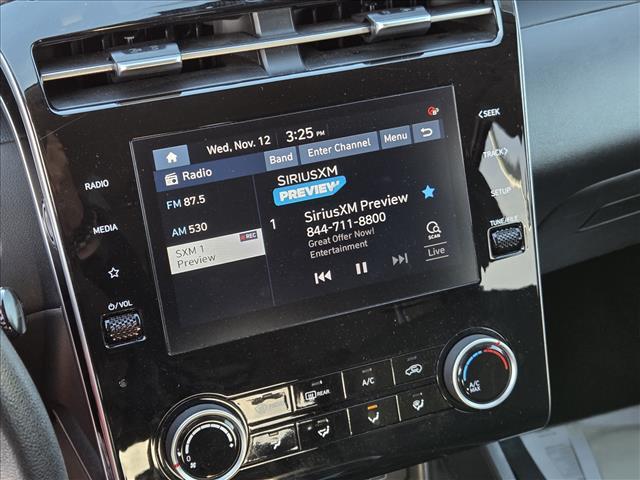 Wed. Nov. 12 3:25 PM
Radio Band Enter Channel Menu
FM 87.5
AM 530
SXM 1 REC
Preview
SIRIUSXM
PREVIEW
1 SiriusXM Preview
844-711-8800
Great Offer Now!
Entertainment
SCAN
Live
RADIO
MEDIA
VOL
SEEK
TRACK
SETUP
TUNE/FILE
REAR
A/C
A/C
MAX
0